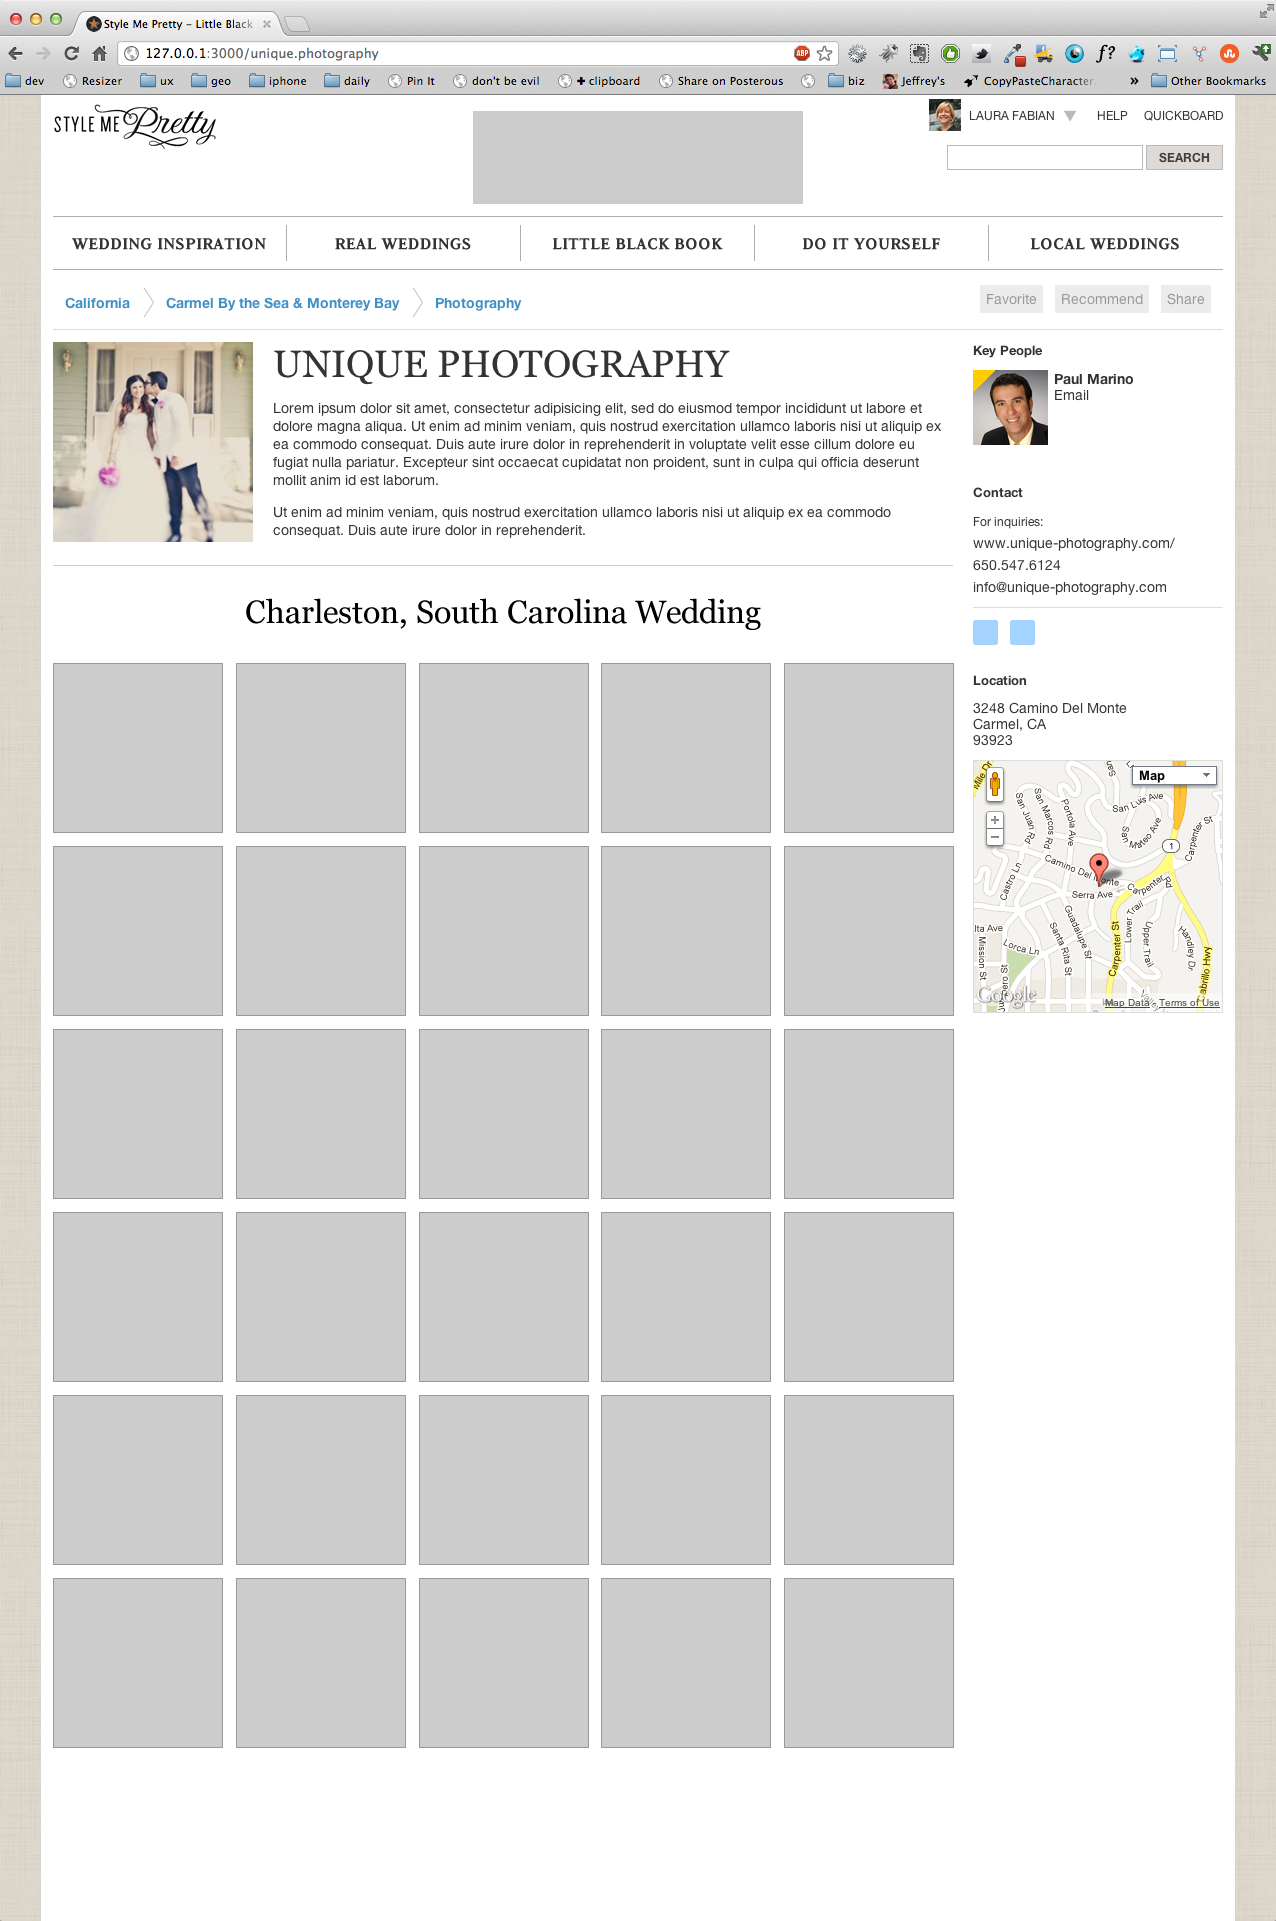 Style Me Pretty – Little Black
127.0.0.1:3000/unique.photography
ABP
f?
dev
Resizer
ux
geo
iphone
daily
Pin It
don't be evil
+ clipboard
Share on Posterous
biz
Jeffrey's
CopyPasteCharacter.
»
Other Bookmarks
STYLE ME Pretty
LAURA FABIAN
HELP
QUICKBOARD
SEARCH
WEDDING INSPIRATION
REAL WEDDINGS
LITTLE BLACK BOOK
DO IT YOURSELF
LOCAL WEDDINGS
California
Carmel By the Sea & Monterey Bay
Photography
Favorite
Recommend
Share
UNIQUE PHOTOGRAPHY
Lorem ipsum dolor sit amet, consectetur adipisicing elit, sed do eiusmod tempor incididunt ut labore et
dolore magna aliqua. Ut enim ad minim veniam, quis nostrud exercitation ullamco laboris nisi ut aliquip ex
ea commodo consequat. Duis aute irure dolor in reprehenderit in voluptate velit esse cillum dolore eu
fugiat nulla pariatur. Excepteur sint occaecat cupidatat non proident, sunt in culpa qui officia deserunt
mollit anim id est laborum.
Ut enim ad minim veniam, quis nostrud exercitation ullamco laboris nisi ut aliquip ex ea commodo
consequat. Duis aute irure dolor in reprehenderit.
Charleston, South Carolina Wedding
Key People
Paul Marino
Email
Contact
For inquiries:
www.unique-photography.com/
650.547.6124
info@unique-photography.com
Location
3248 Camino Del Monte
Carmel, CA
93923
Map
Mile Dr
San Juan Rd
San Marcos Rd
Portola Ave
San Luis Ave
San Mateo Ave
Carpenter St
1
Camino Del Monte
Castro Ln
Serra Ave
Carpenter Rd
Guadalupe St
Lower Trail
Upper Trail
Handley Dr
lta Ave
Mission St
Lorca Ln
Santa Rita St
Carpenter St
abrillo Hwy
Google
Map Data - Terms of Use